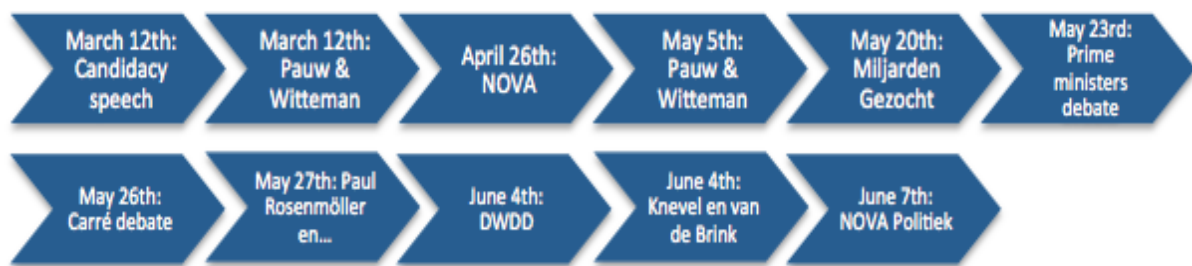 March 12th:
Candidacy
speech
March 12th:
Pauw &
Witteman
April 26th:
NOVA
May 5th:
Pauw &
Witteman
May 20th:
Miljarden
Gezocht
May 23rd:
Prime
ministers
debate
May 26th:
Carré debate
May 27th: Paul
Rosenmöller
en...
June 4th:
DWDD
June 4th:
Knevel en van
de Brink
June 7th:
NOVA Politiek